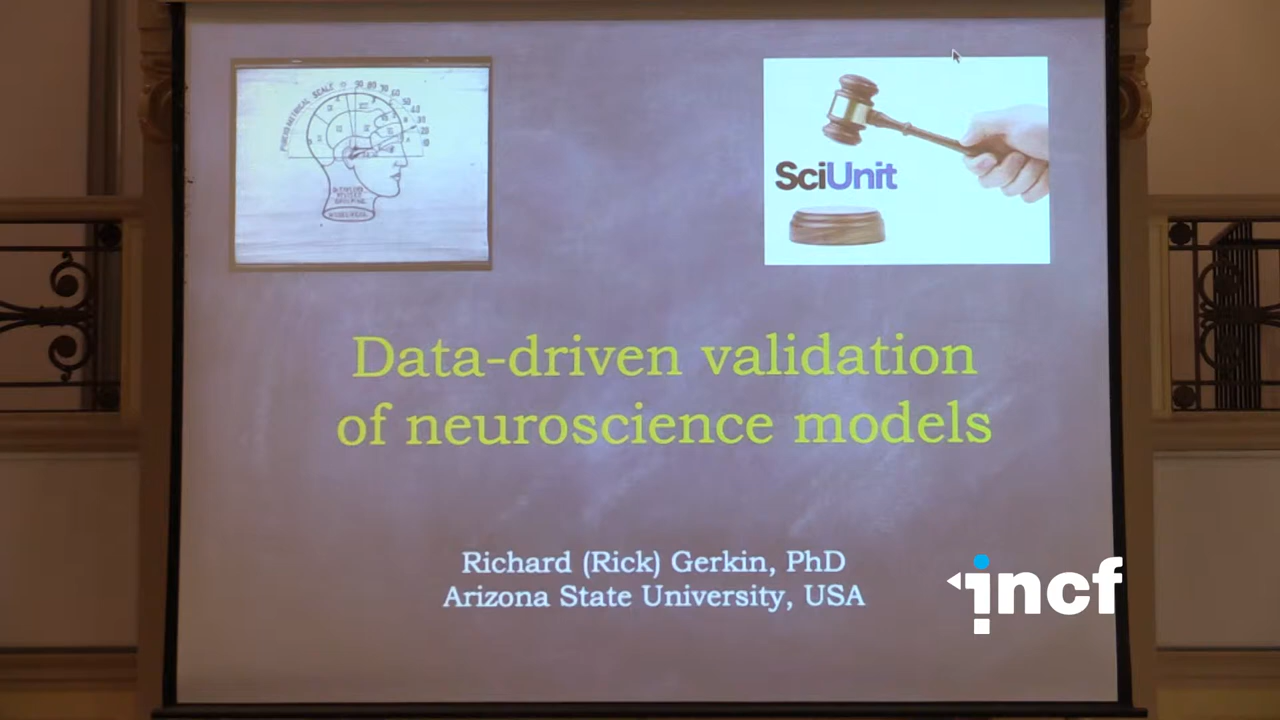 SciUnit
Data-driven validation
of neuroscience models
Richard (Rick) Gerkin, PhD
Arizona State University, USA
incf